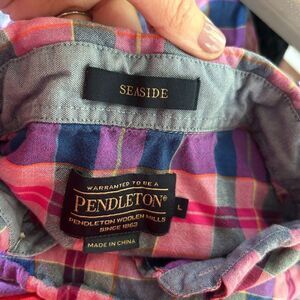 SEASIDE
WARRANTED TO BE A
PENDLETON®
PENDLETON WOOLEN MILLS
SINCE 1863
L
MADE IN CHINA